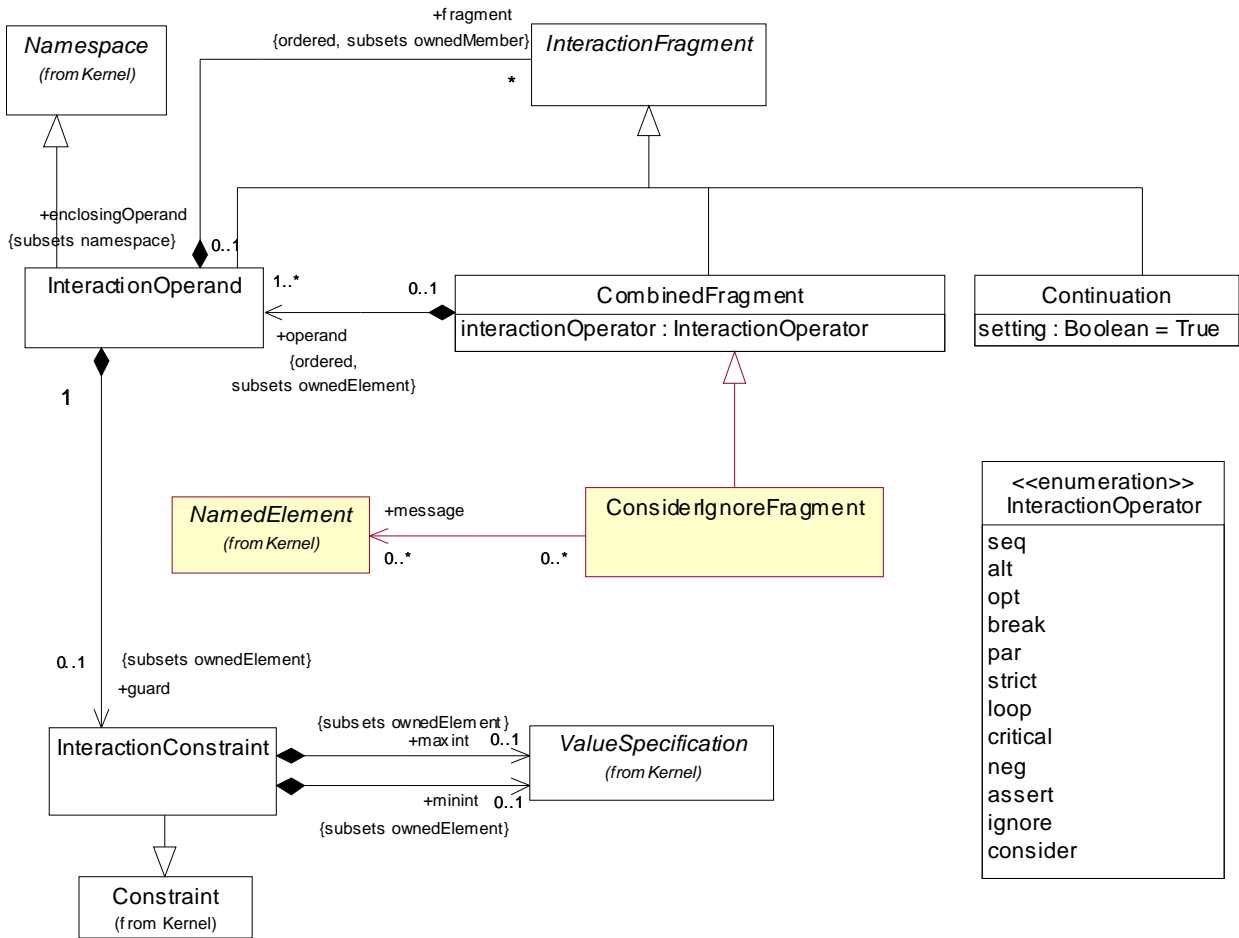 +fragment
{ordered, subsets ownedMember}
*
Namespace
(from Kernel)
InteractionFragment
+enclosingOperand
{subsets namespace}
0..1
InteractionOperand
1..*
+operand
{ordered,
subsets ownedElement}
0..1
CombinedFragment
interactionOperator : InteractionOperator
Continuation
setting : Boolean = True
1
NamedElement
(from Kernel)
+message
0..*
0..*
ConsiderIgnoreFragment
<<enumeration>>
InteractionOperator
seq
alt
opt
break
par
strict
loop
critical
neg
assert
ignore
consider
0..1
{subsets ownedElement}
+guard
InteractionConstraint
{subsets ownedElement}
+maxint
0..1
+minint
0..1
{subsets ownedElement}
ValueSpecification
(from Kernel)
Constraint
(from Kernel)